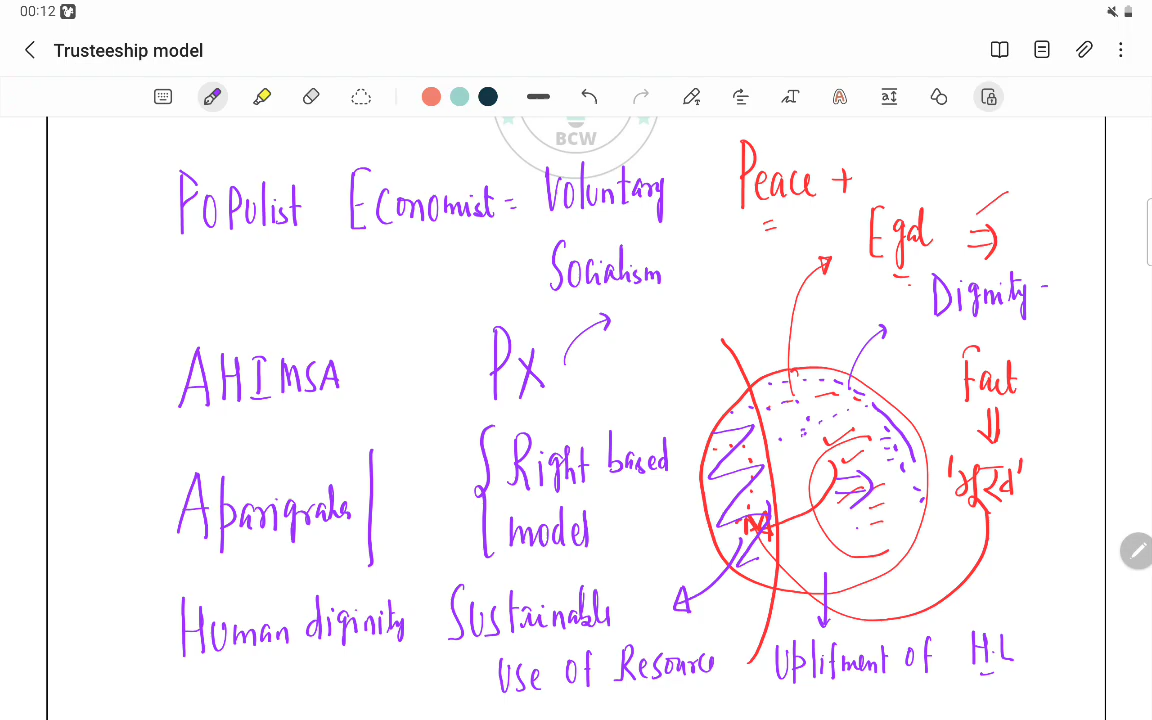 00:12
Trusteeship model
BCW
Populist Economist = Voluntary
Socialism
Peace +
=
Egal ⇒
Dignity -
AHIMSA
Px
Fact
⇓
Aparigraha
Right based
model
Human diginity
Sustainable
Use of Resource
Upliftment of H.L